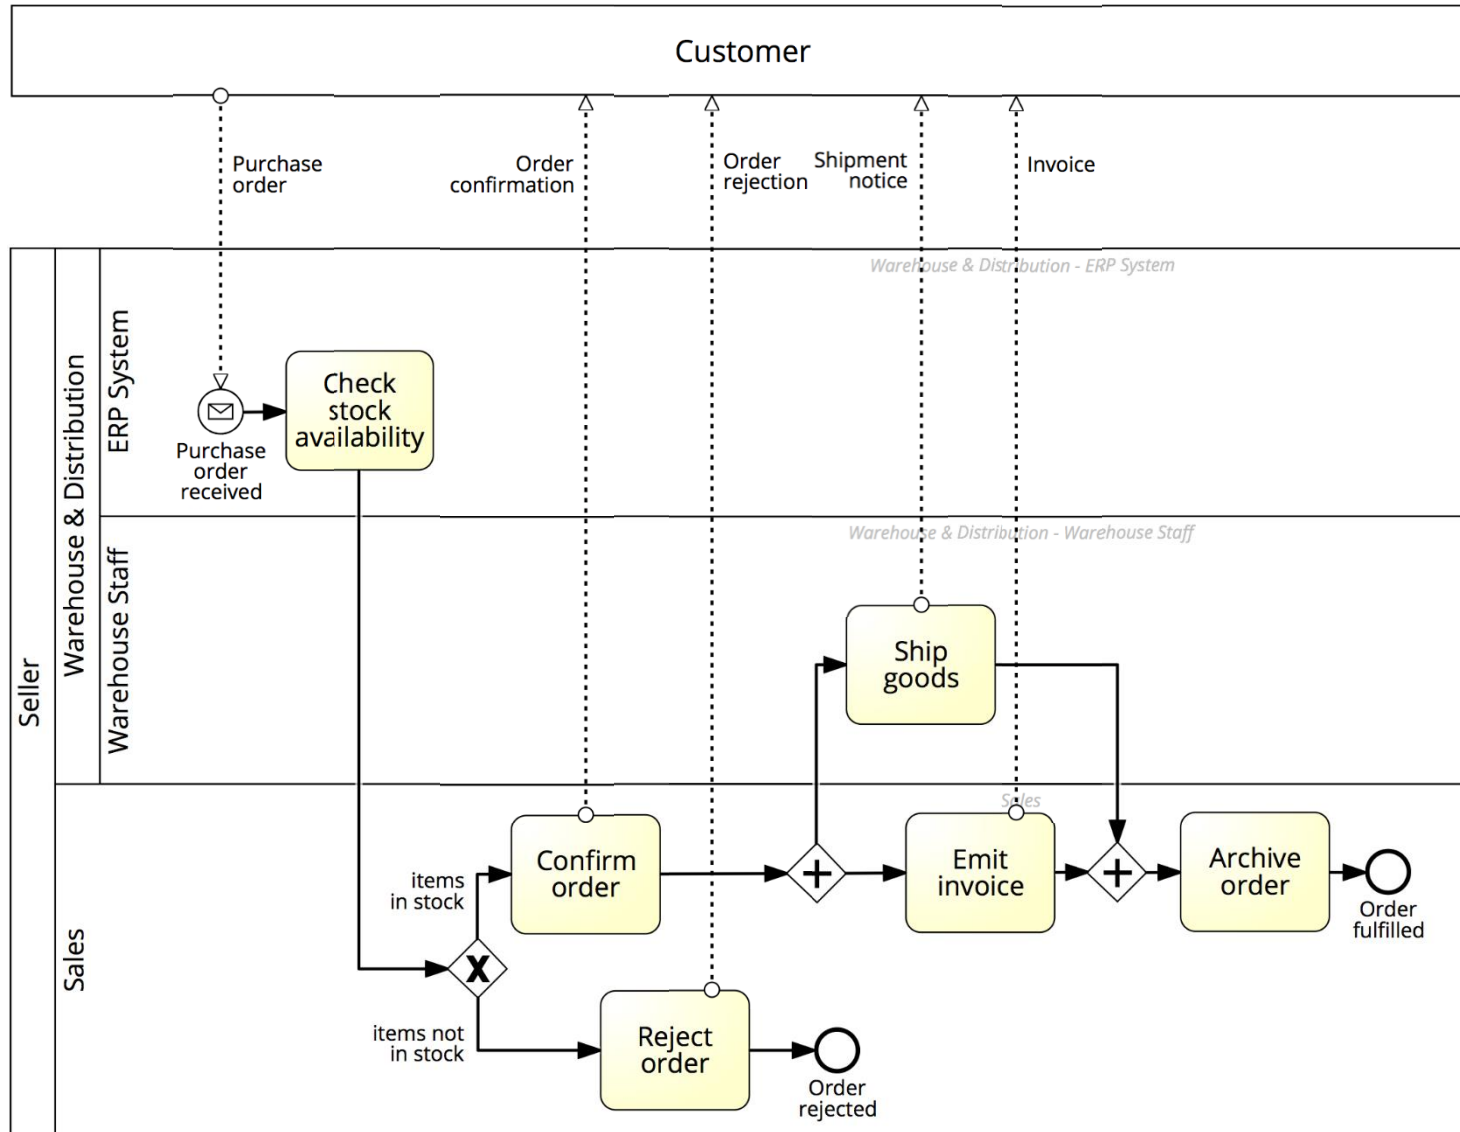 Customer
Purchase
order
Order
confirmation
Order
rejection
Shipment
notice
Invoice
Seller
Warehouse & Distribution
ERP System
Warehouse & Distribution - ERP System
Purchase
order
received
Check
stock
availability
Warehouse Staff
Warehouse & Distribution - Warehouse Staff
Ship
goods
Sales
Sales
items
in stock
Confirm
order
Emit
invoice
Archive
order
Order
fulfilled
X
items not
in stock
Reject
order
Order
rejected